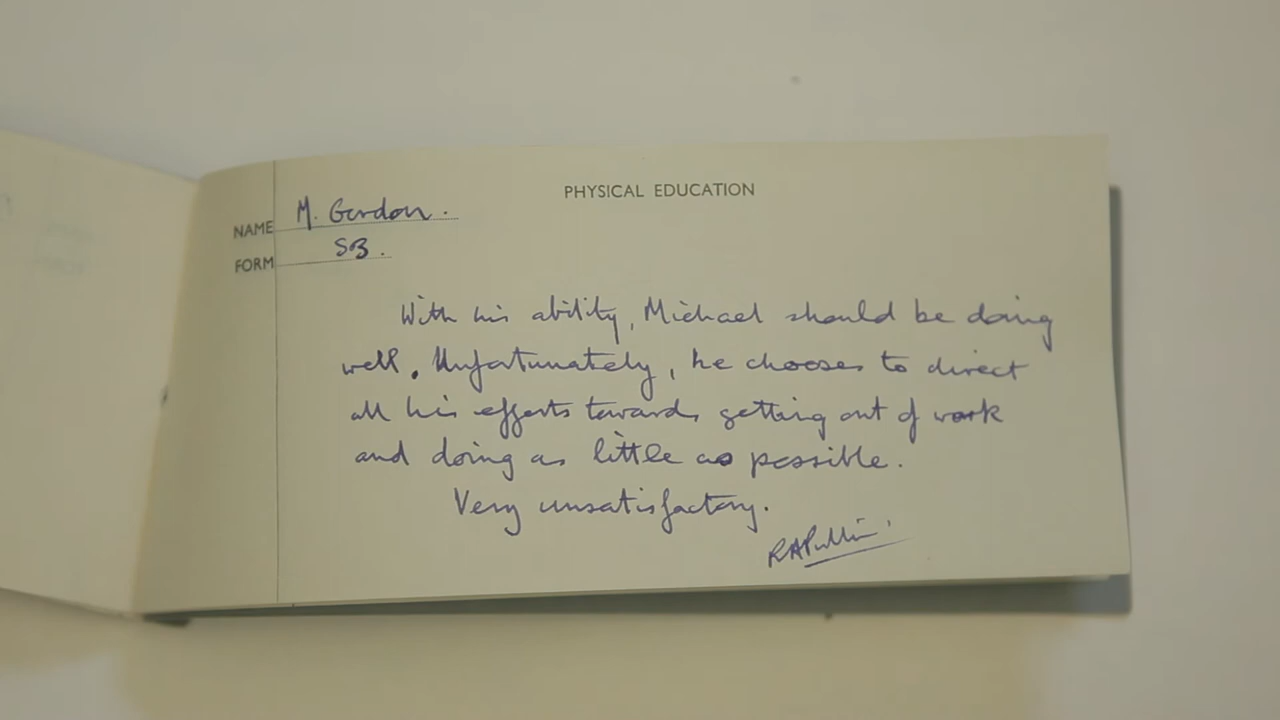 PHYSICAL EDUCATION
NAME M. Gordon.
FORM SB.
With his ability, Michael should be doing
well. Unfortunately, he chooses to direct
all his efforts towards getting out of work
and doing as little as possible.
Very unsatisfactory.